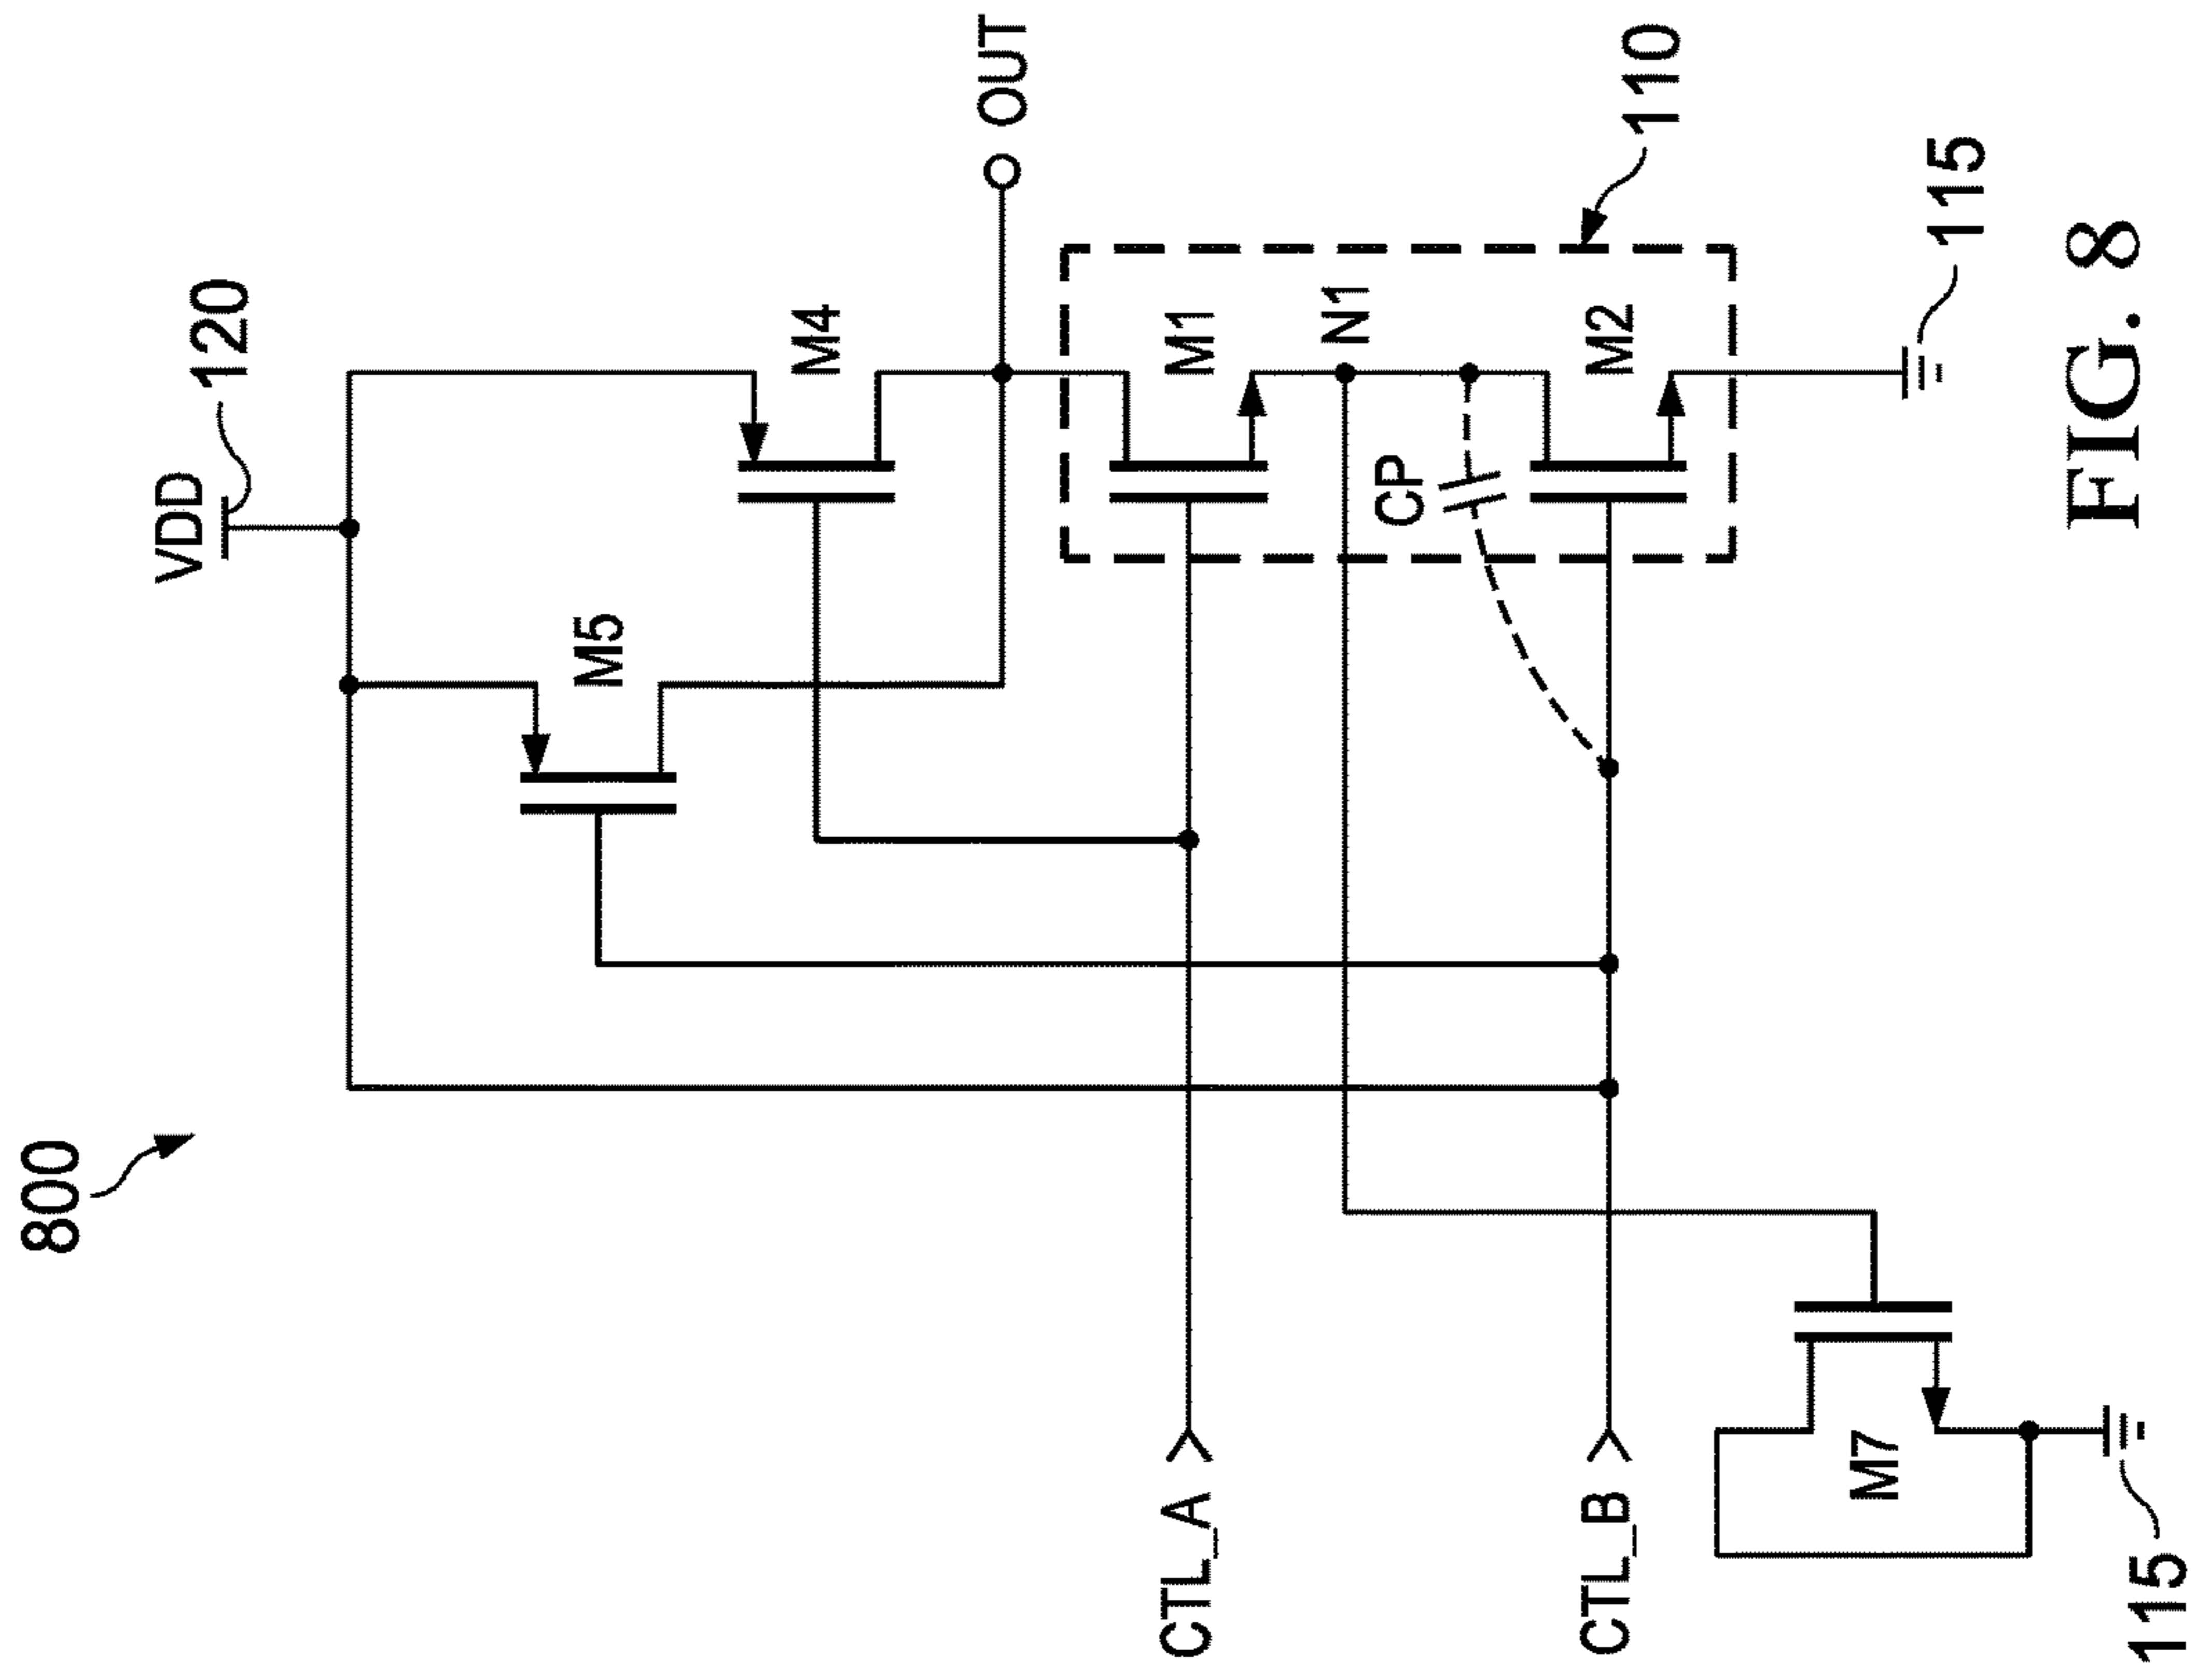 800
VDD
120
M5
M4
OUT
CTL_A
M1
110
N1
CP
CTL_B
M2
M7
115
115
FIG. 8